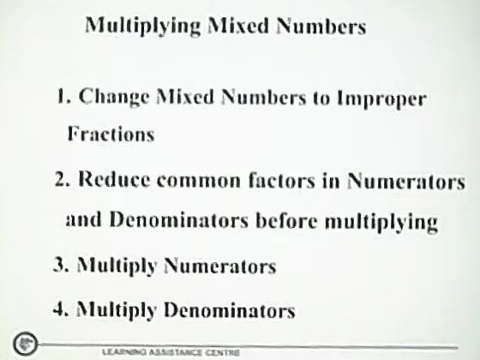 Multiplying Mixed Numbers
1. Change Mixed Numbers to Improper
Fractions
2. Reduce common factors in Numerators
and Denominators before multiplying
3. Multiply Numerators
4. Multiply Denominators
LEARNING ASSISTANCE CENTRE